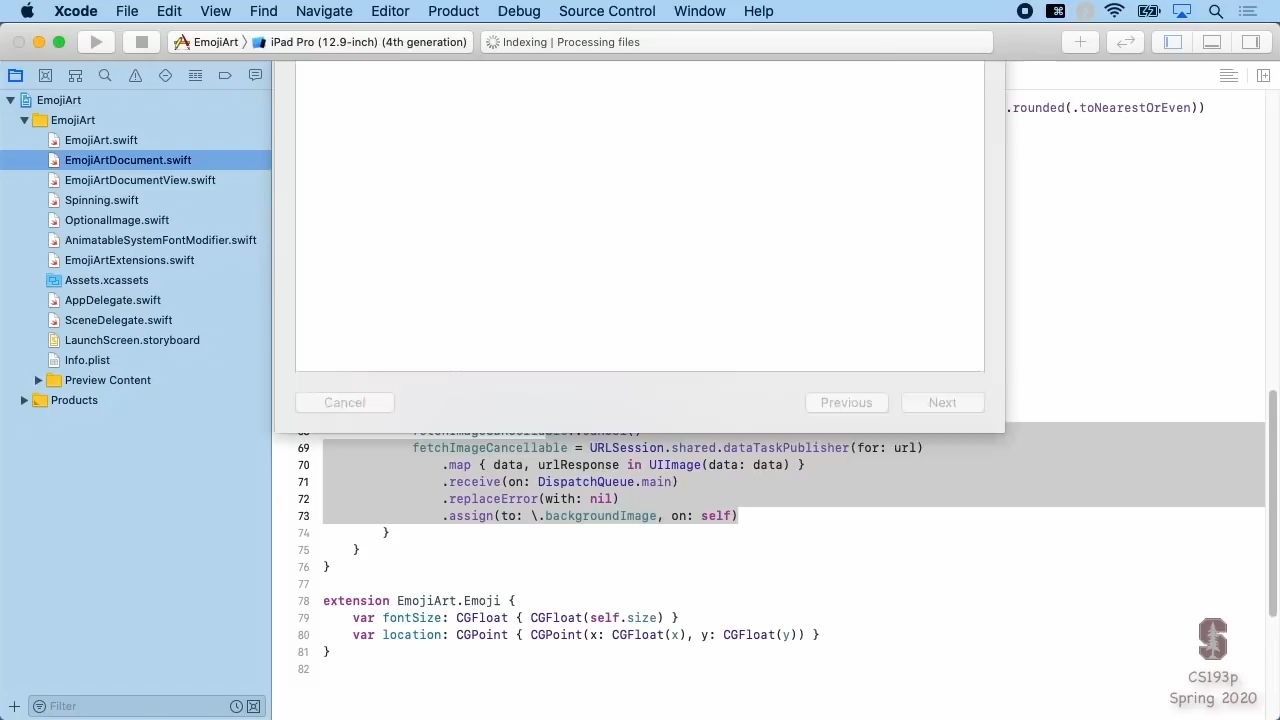 Xcode File Edit View Find Navigate Editor Product Debug Source Control Window Help
EmojiArt iPad Pro (12.9-inch) (4th generation) Indexing | Processing files
EmojiArt
EmojiArt
EmojiArt.swift
EmojiArtDocument.swift
EmojiArtDocumentView.swift
Spinning.swift
OptionalImage.swift
AnimatableSystemFontModifier.swift
EmojiArtExtensions.swift
Assets.xcassets
AppDelegate.swift
SceneDelegate.swift
LaunchScreen.storyboard
Info.plist
Preview Content
Products
Filter
.rounded(.toNearestOrEven))
Cancel Previous Next
69 fetchImageCancellable = URLSession.shared.dataTaskPublisher(for: url)
70 .map { data, urlResponse in UIImage(data: data) }
71 .receive(on: DispatchQueue.main)
72 .replaceError(with: nil)
73 .assign(to: \.backgroundImage, on: self)
74 }
75 }
76 }
77
78 extension EmojiArt.Emoji {
79 var fontSize: CGFloat { CGFloat(self.size) }
80 var location: CGPoint { CGPoint(x: CGFloat(x), y: CGFloat(y)) }
81 }
82
S
CS193p
Spring 2020